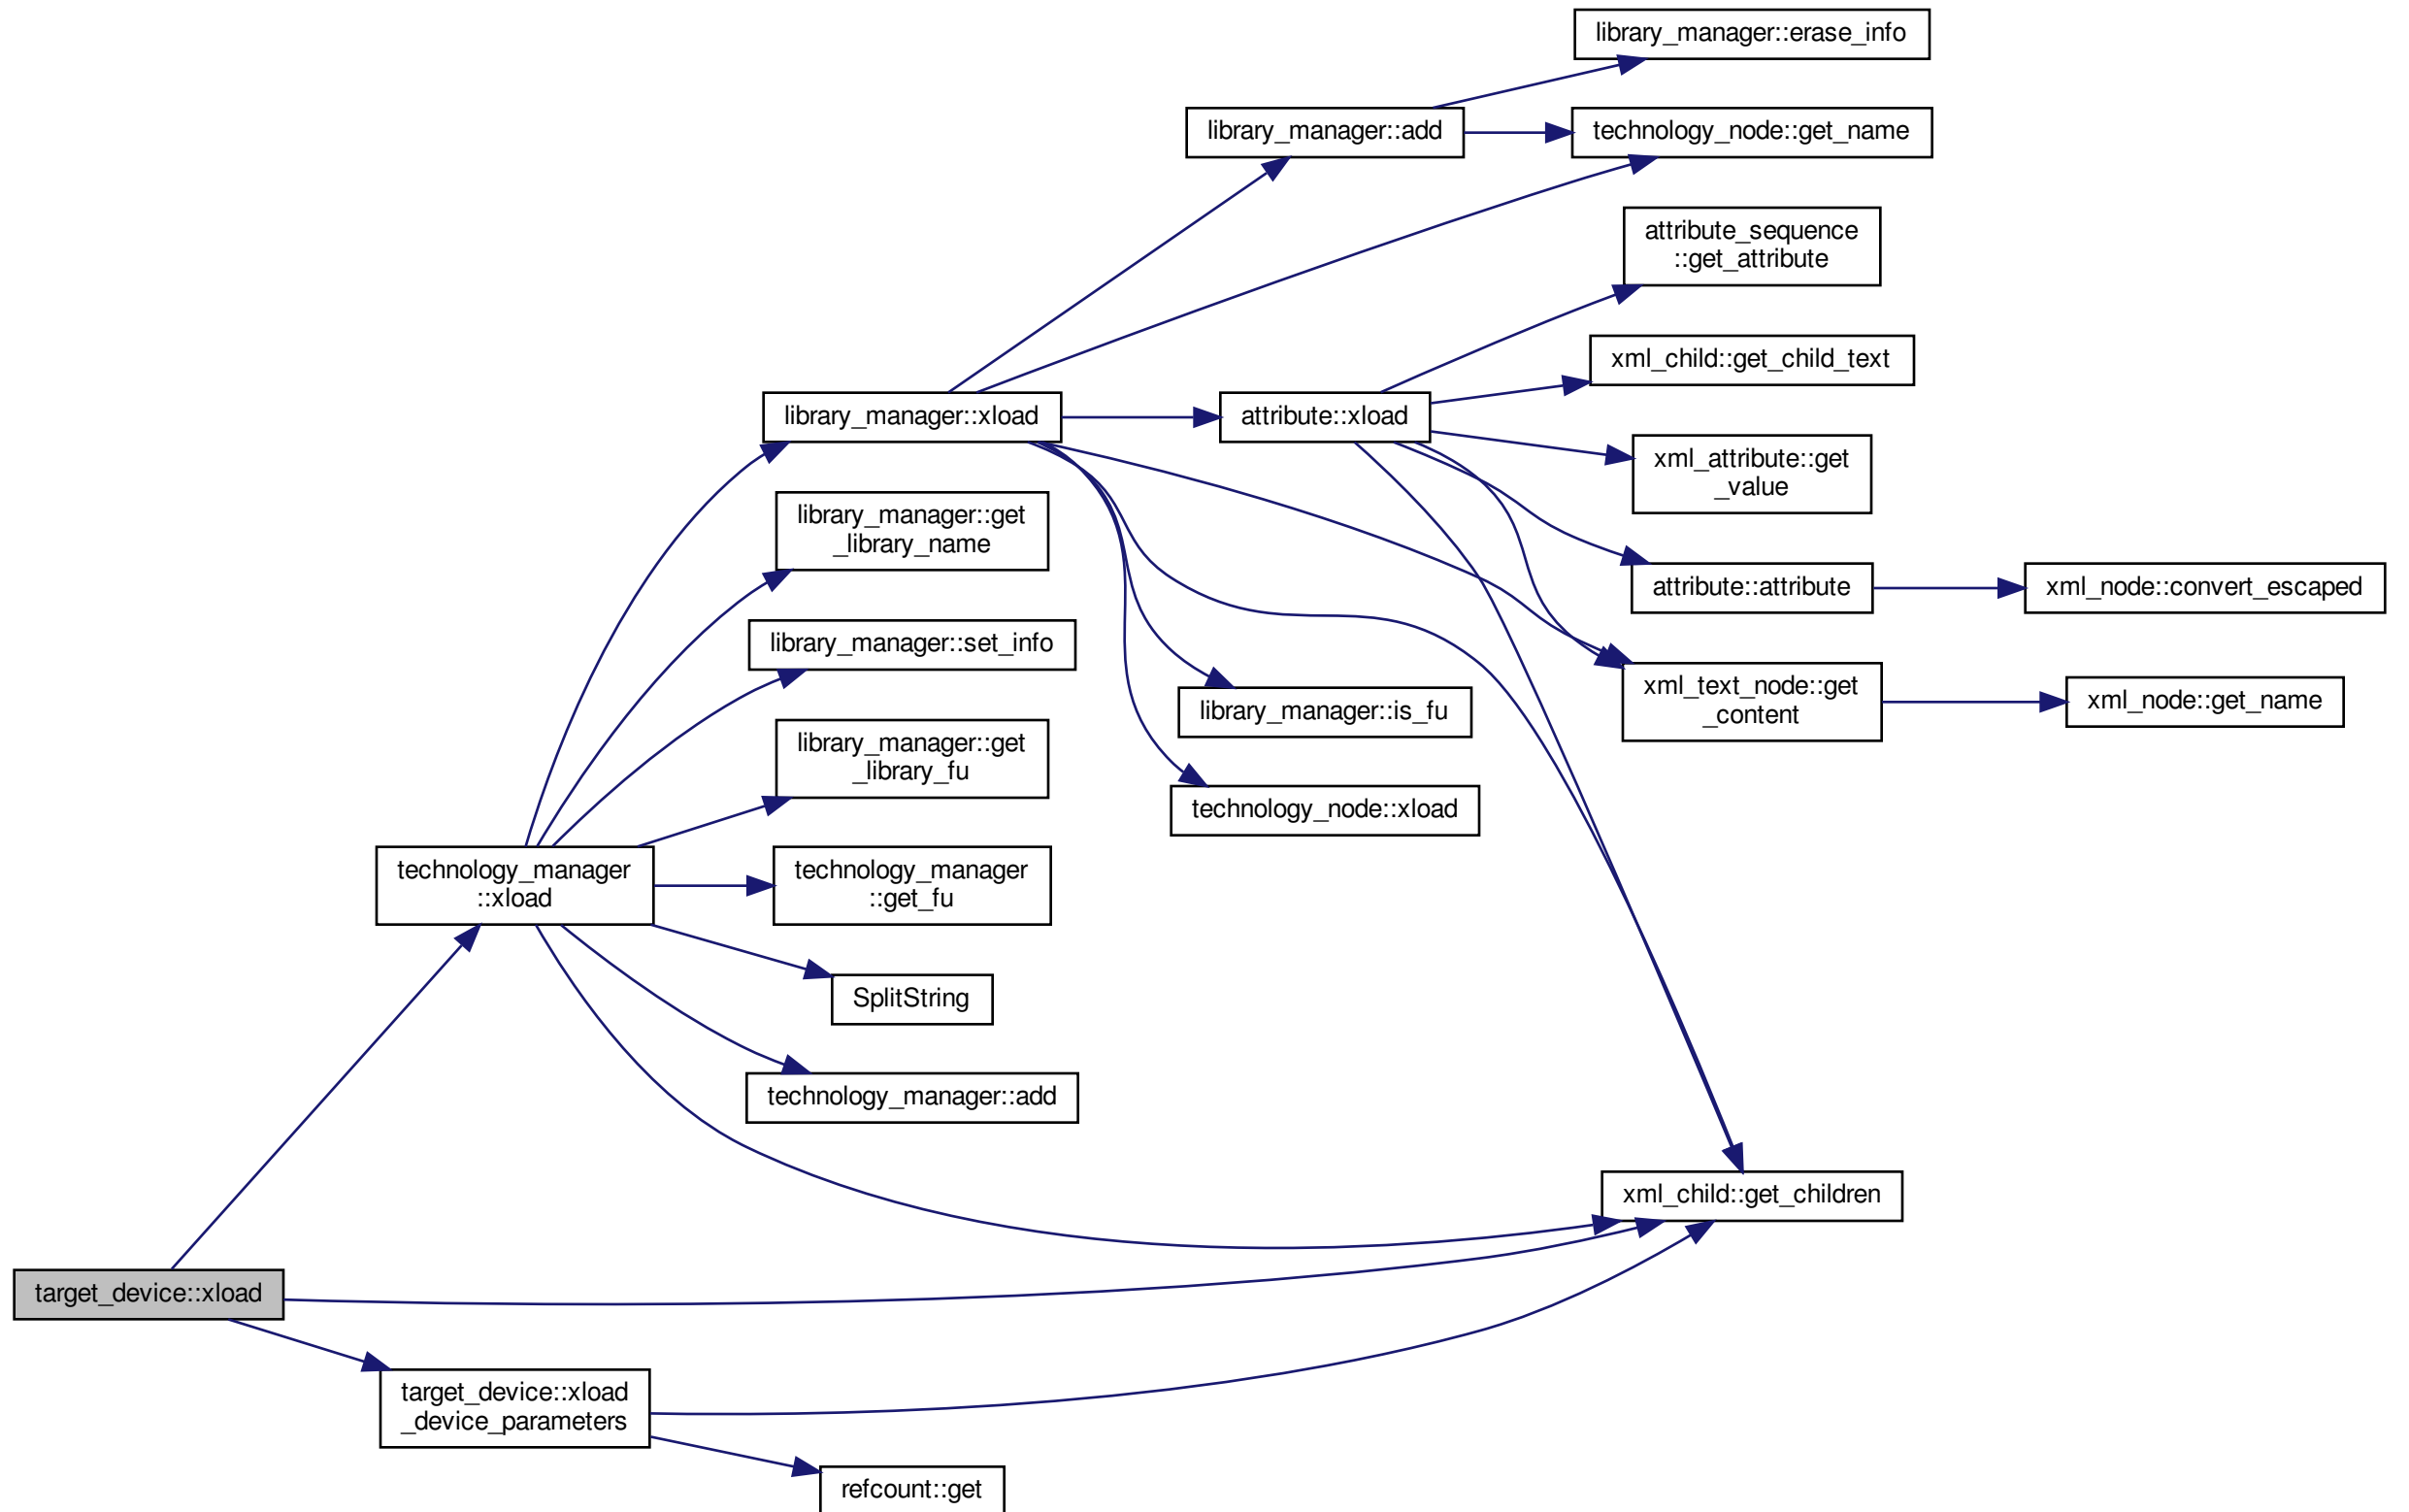 library_manager::erase_info
library_manager::add
technology_node::get_name
attribute_sequence
::get_attribute
xml_child::get_child_text
library_manager::xload
attribute::xload
xml_attribute::get
_value
library_manager::get
_library_name
attribute::attribute
xml_node::convert_escaped
library_manager::set_info
xml_text_node::get
_content
xml_node::get_name
library_manager::is_fu
library_manager::get
_library_fu
technology_node::xload
technology_manager
::xload
technology_manager
::get_fu
SplitString
technology_manager::add
xml_child::get_children
target_device::xload
target_device::xload
_device_parameters
refcount::get